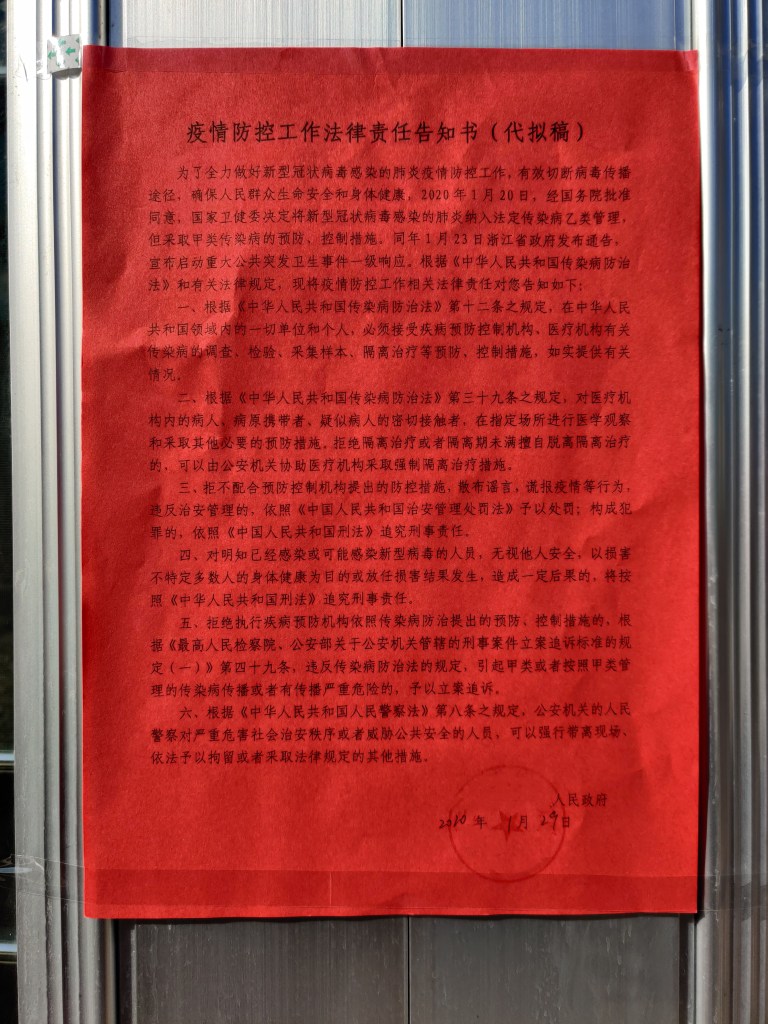 疫情防控工作法律责任告知书（代拟稿）
为了全力做好新型冠状病毒感染的肺炎疫情防控工作，有效切断病毒传播
途径，确保人民群众生命安全和身体健康，2020年1月20日，经国务院批准
同意，国家卫健委决定将新型冠状病毒感染的肺炎纳入法定传染病乙类管理，
但采取甲类传染病的预防、控制措施。同年1月23日浙江省政府发布通告，
宣布启动重大公共突发卫生事件一级响应。根据《中华人民共和国传染病防治
法》和有关法律规定，现将疫情防控工作相关法律责任对您告知如下：
一、根据《中华人民共和国传染病防治法》第十二条之规定，在中华人民
共和国领域内的一切单位和个人，必须接受疾病预防控制机构、医疗机构有关
传染病的调查、检验、采集样本、隔离治疗等预防、控制措施，如实提供有关
情况。
二、根据《中华人民共和国传染病防治法》第三十九条之规定，对医疗机
构内的病人、病原携带者、疑似病人的密切接触者，在指定场所进行医学观察
和采取其他必要的预防措施。拒绝隔离治疗或者隔离期未满擅自脱离隔离治疗
的，可以由公安机关协助医疗机构采取强制隔离治疗措施。
三、拒不配合预防控制机构提出的防控措施，散布谣言，谎报疫情等行为，
违反治安管理的，依照《中国人民共和国治安管理处罚法》予以处罚；构成犯
罪的，依照《中国人民共和国刑法》追究刑事责任。
四、对明知已经感染或可能感染新型病毒的人员，无视他人安全，以损害
不特定多数人的身体健康为目的或放任损害结果发生，造成一定后果的，将按
照《中华人民共和国刑法》追究刑事责任。
五、拒绝执行疾病预防机构依照传染病防治提出的预防、控制措施的，根
据《最高人民检察院、公安部关于公安机关管辖的刑事案件立案追诉标准的规
定（一）》第四十九条，违反传染病防治法的规定，引起甲类或者按照甲类管
理的传染病传播或者有传播严重危险的，予以立案追诉。
六、根据《中华人民共和国人民警察法》第八条之规定，公安机关的人民
警察对严重危害社会治安秩序或者威胁公共安全的人员，可以强行带离现场、
依法予以拘留或者采取法律规定的其他措施。
人民政府
年1月29日